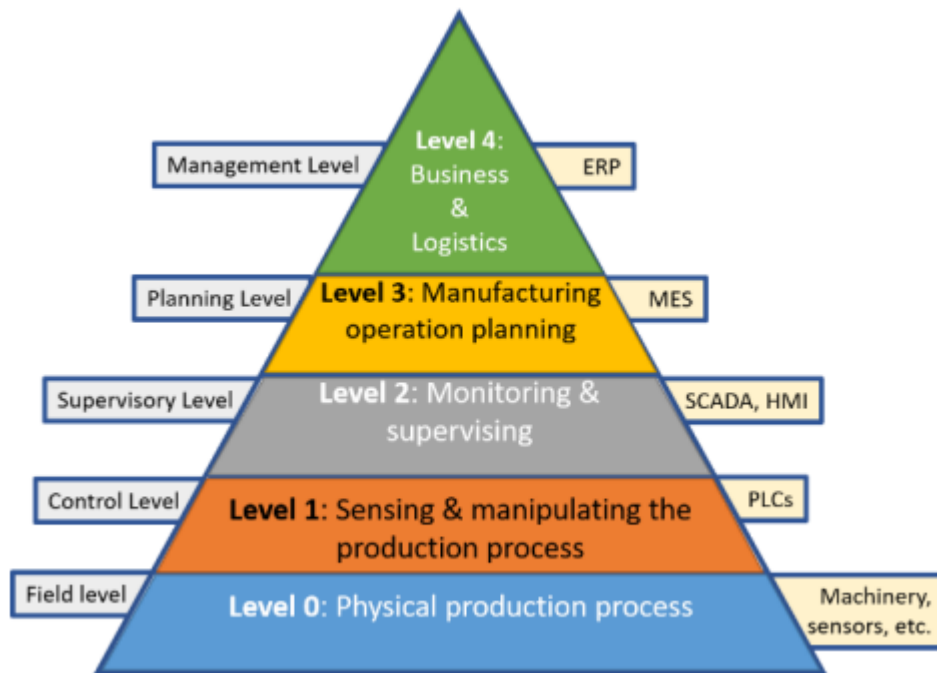 Level 4:
Business
&
Logistics
Management Level
ERP
Level 3: Manufacturing
operation planning
Planning Level
MES
Level 2: Monitoring &
supervising
Supervisory Level
SCADA, HMI
Level 1: Sensing & manipulating the
production process
Control Level
PLCs
Level 0: Physical production process
Field level
Machinery,
sensors, etc.